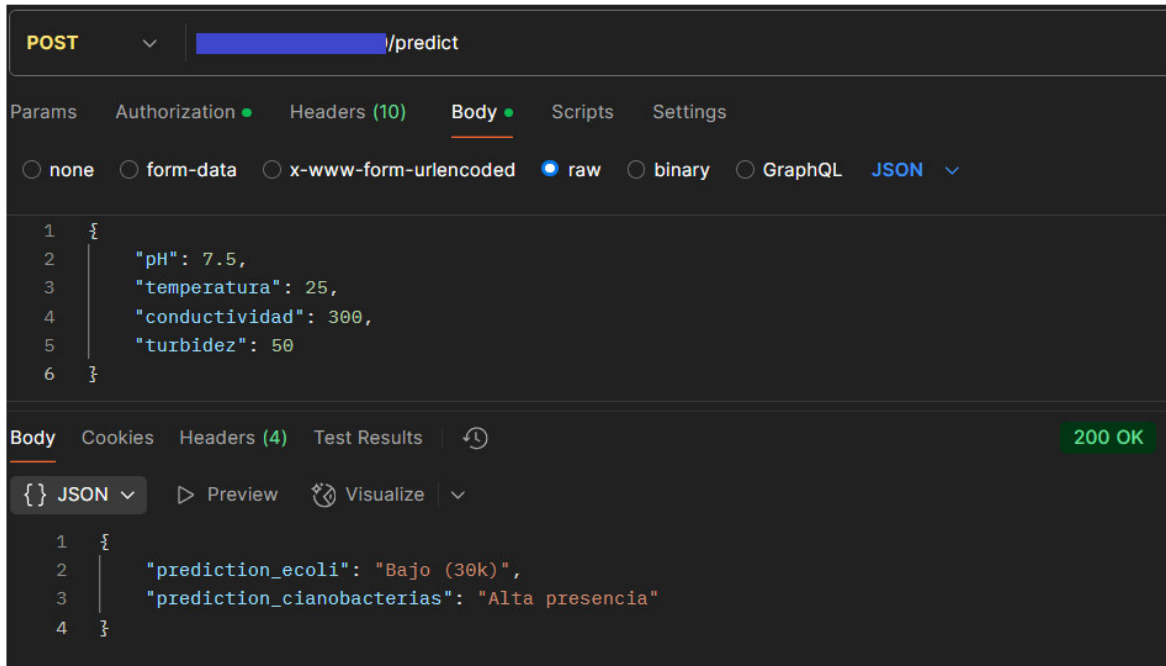 POST /predict
Params Authorization Headers (10) Body Scripts Settings
none form-data x-www-form-urlencoded raw binary GraphQL JSON
1 {
2 "pH": 7.5,
3 "temperatura": 25,
4 "conductividad": 300,
5 "turbidez": 50
6 }
Body Cookies Headers (4) Test Results 200 OK
{} JSON Preview Visualize
1 {
2 "prediction_ecoli": "Bajo (30k)",
3 "prediction_cianobacterias": "Alta presencia"
4 }